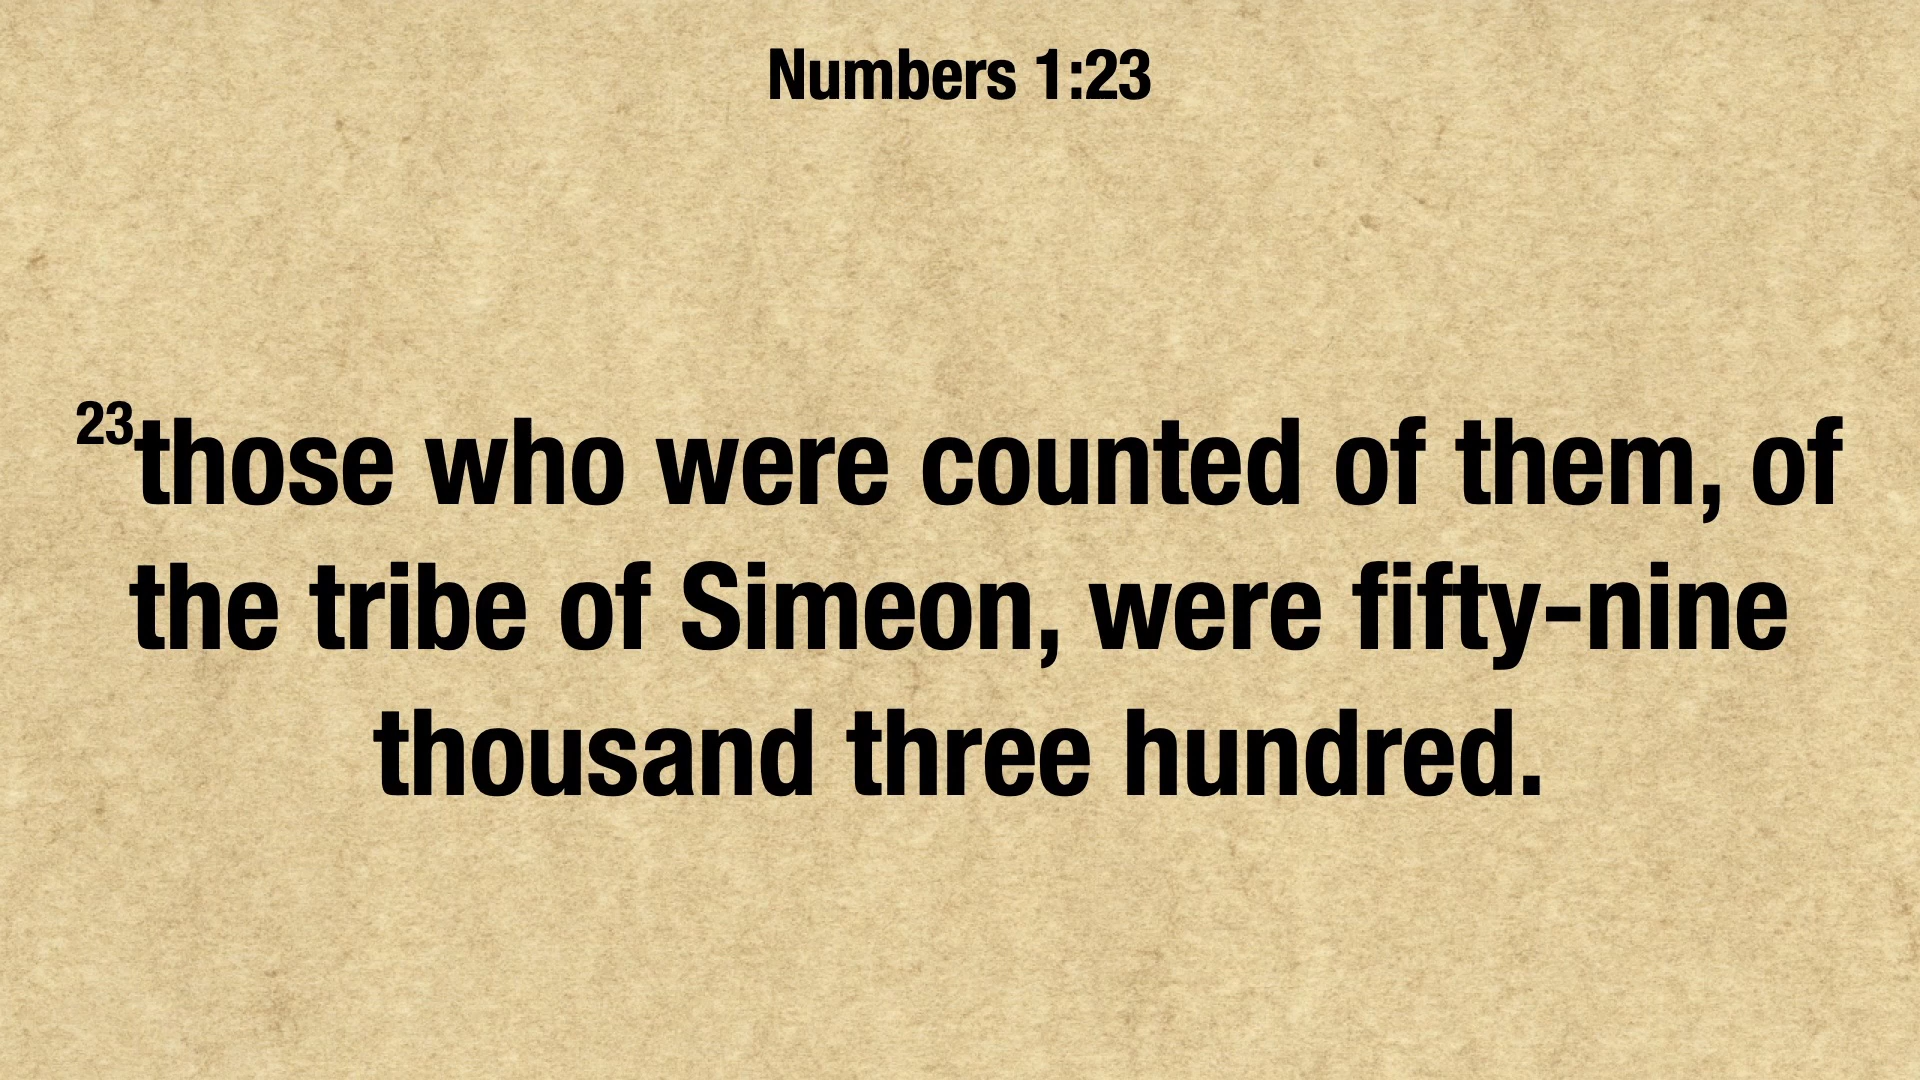 Numbers 1:23
23those who were counted of them, of
the tribe of Simeon, were fifty-nine
thousand three hundred.